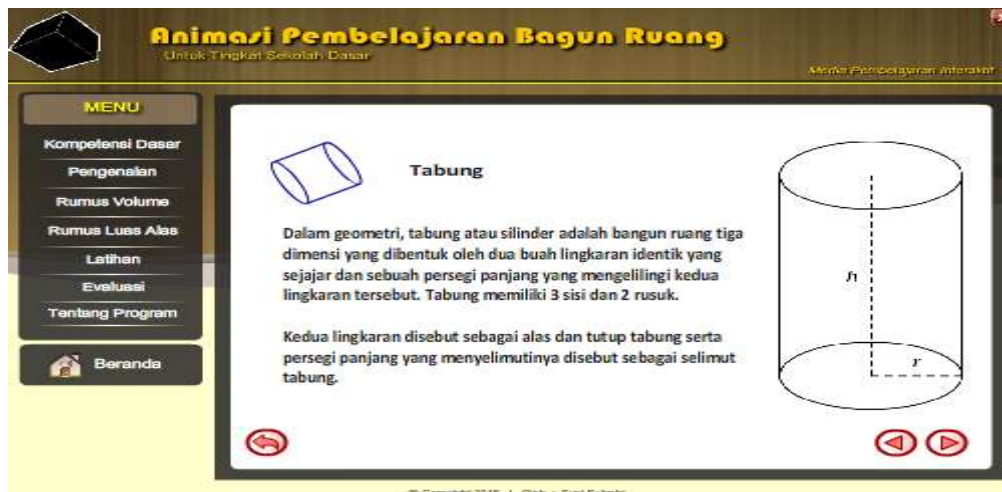 Animasi Pembelajaran Bagun Ruang
Untuk Tingkat Sekolah Dasar
Media Pembelajaran Interaktif
MENU
Kompetensi Dasar
Pengenalan
Rumus Volume
Rumus Luas Alas
Latihan
Evaluasi
Tentang Program
Beranda
Tabung
Dalam geometri, tabung atau silinder adalah bangun ruang tiga
dimensi yang dibentuk oleh dua buah lingkaran identik yang
sejajar dan sebuah persegi panjang yang mengelilingi kedua
lingkaran tersebut. Tabung memiliki 3 sisi dan 2 rusuk.
Kedua lingkaran disebut sebagai alas dan tutup tabung serta
persegi panjang yang menyelimutinya disebut sebagai selimut
tabung.
h
r